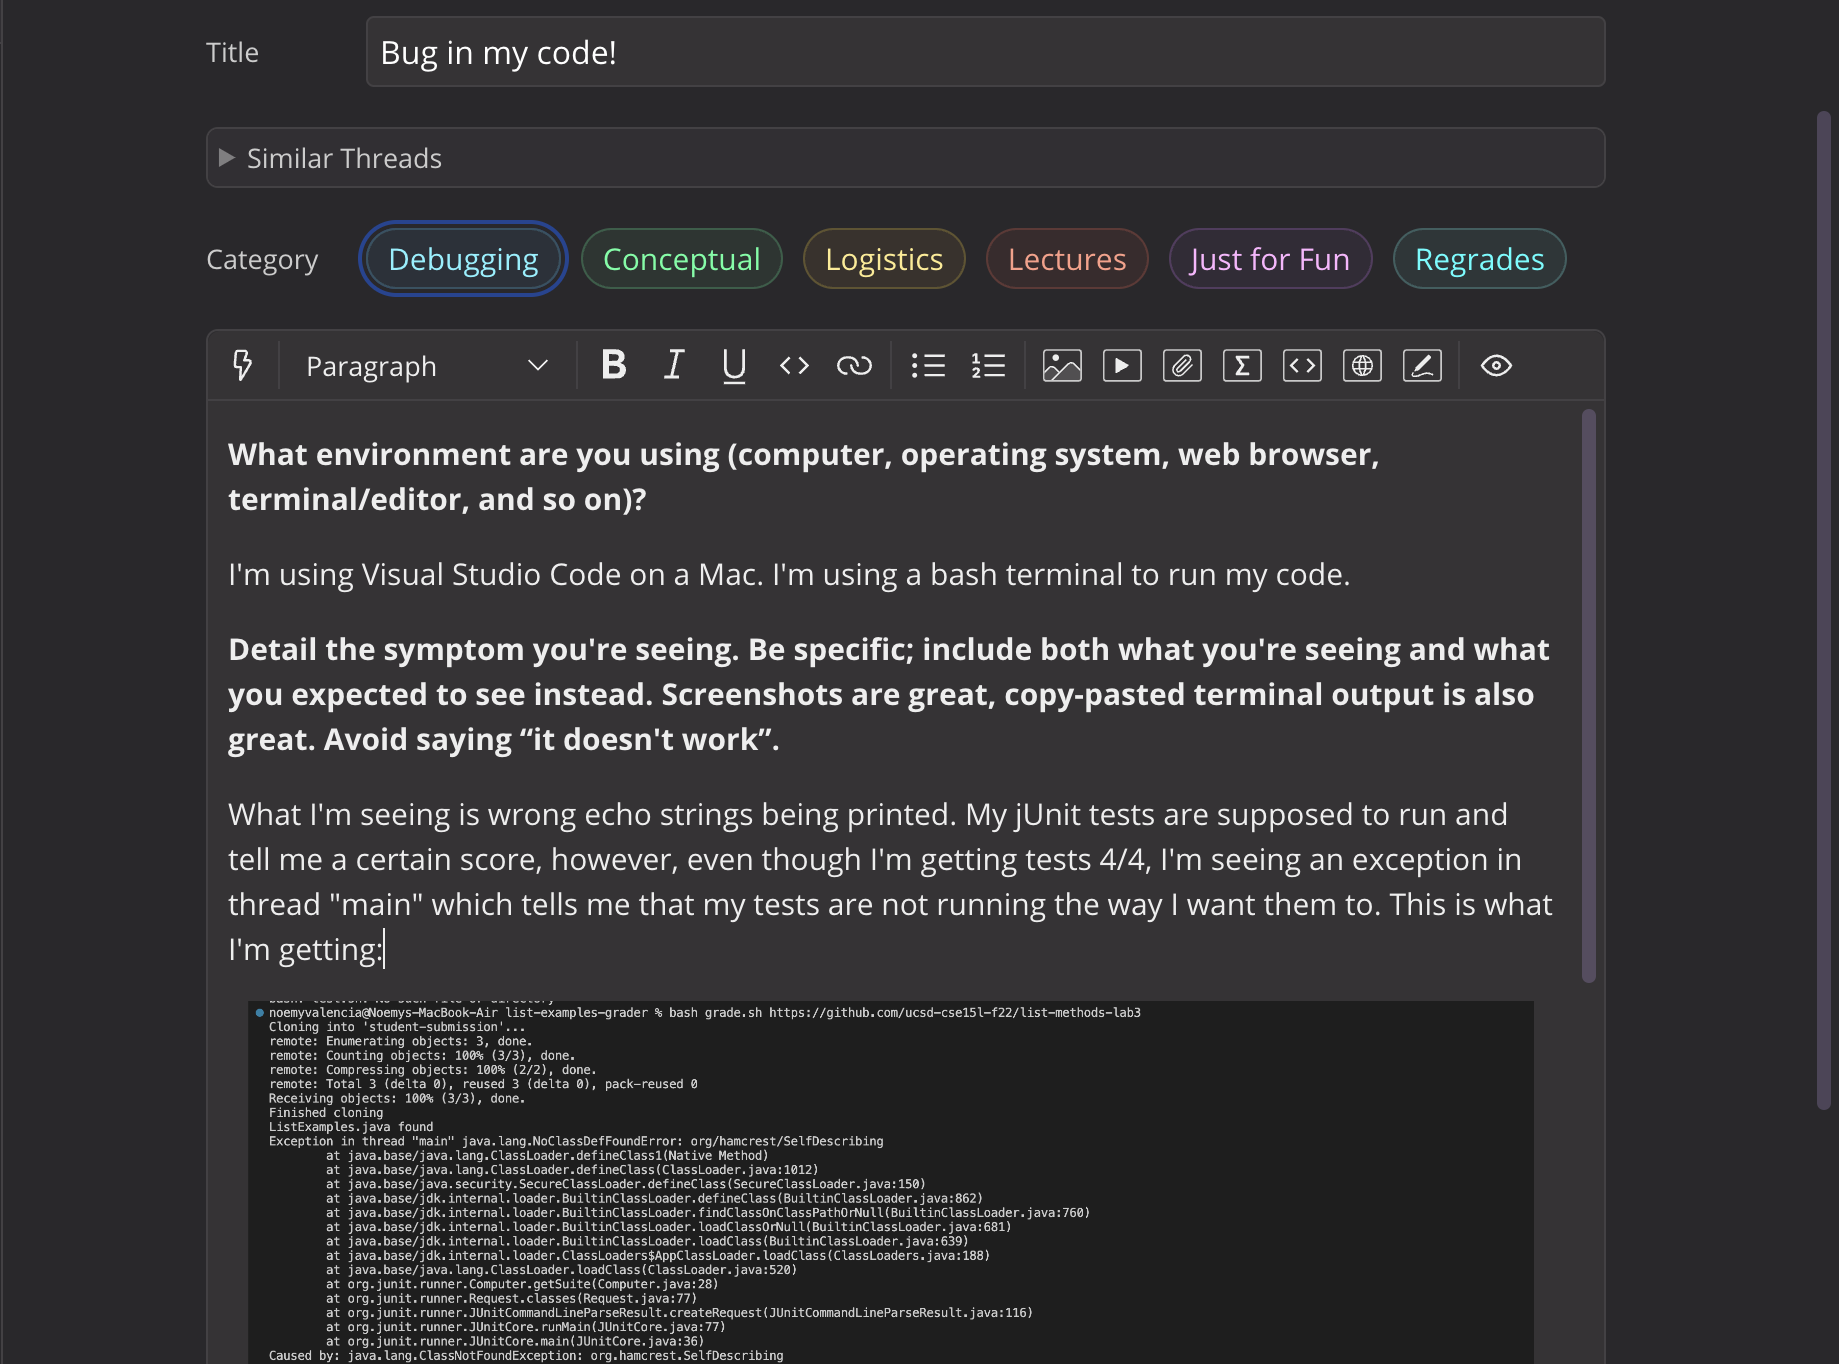 Title
Bug in my code!
Similar Threads
Category
Debugging
Conceptual
Logistics
Lectures
Just for Fun
Regrades
Paragraph
B I U
What environment are you using (computer, operating system, web browser,
terminal/editor, and so on)?
I'm using Visual Studio Code on a Mac. I'm using a bash terminal to run my code.
Detail the symptom you're seeing. Be specific; include both what you're seeing and what
you expected to see instead. Screenshots are great, copy-pasted terminal output is also
great. Avoid saying “it doesn't work”.
What I'm seeing is wrong echo strings being printed. My jUnit tests are supposed to run and
tell me a certain score, however, even though I'm getting tests 4/4, I'm seeing an exception in
thread "main" which tells me that my tests are not running the way I want them to. This is what
I'm getting:
noemyvalencia@Noemys-MacBook-Air list-examples-grader % bash grade.sh https://github.com/ucsd-cse15l-f22/list-methods-lab3
Cloning into 'student-submission'...
remote: Enumerating objects: 3, done.
remote: Counting objects: 100% (3/3), done.
remote: Compressing objects: 100% (2/2), done.
remote: Total 3 (delta 0), reused 3 (delta 0), pack-reused 0
Receiving objects: 100% (3/3), done.
Finished cloning
ListExamples.java found
Exception in thread "main" java.lang.NoClassDefFoundError: org/hamcrest/SelfDescribing
at java.base/java.lang.ClassLoader.defineClass1(Native Method)
at java.base/java.lang.ClassLoader.defineClass(ClassLoader.java:1012)
at java.base/java.security.SecureClassLoader.defineClass(SecureClassLoader.java:150)
at java.base/jdk.internal.loader.BuiltinClassLoader.defineClass(BuiltinClassLoader.java:862)
at java.base/jdk.internal.loader.BuiltinClassLoader.findClassOnClassPathOrNull(BuiltinClassLoader.java:760)
at java.base/jdk.internal.loader.BuiltinClassLoader.loadClassOrNull(BuiltinClassLoader.java:681)
at java.base/jdk.internal.loader.BuiltinClassLoader.loadClass(BuiltinClassLoader.java:639)
at java.base/jdk.internal.loader.ClassLoaders$AppClassLoader.loadClass(ClassLoaders.java:188)
at java.base/java.lang.ClassLoader.loadClass(ClassLoader.java:520)
at org.junit.runner.Computer.getSuite(Computer.java:28)
at org.junit.runner.Request.classes(Request.java:77)
at org.junit.runner.JUnitCommandLineParseResult.createRequest(JUnitCommandLineParseResult.java:116)
at org.junit.runner.JUnitCore.runMain(JUnitCore.java:77)
at org.junit.runner.JUnitCore.main(JUnitCore.java:36)
Caused by: java.lang.ClassNotFoundException: org.hamcrest.SelfDescribing